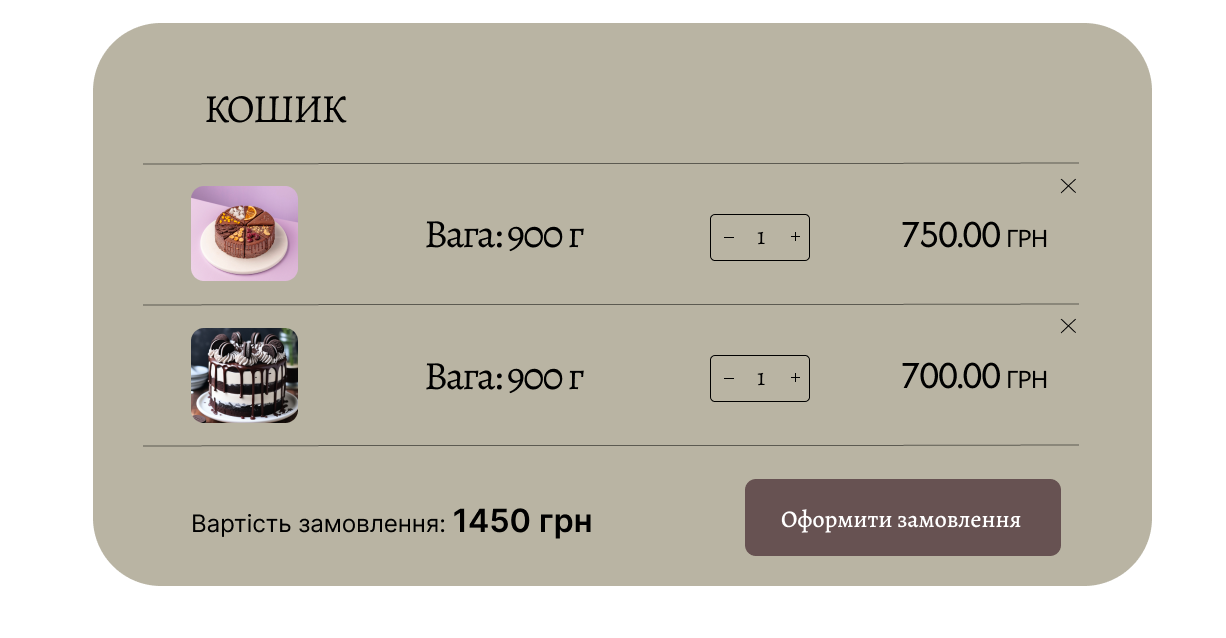 КОШИК
Вага: 900 г − 1 + 750.00 ГРН
Вага: 900 г − 1 + 700.00 ГРН
Вартість замовлення: 1450 грн
Оформити замовлення